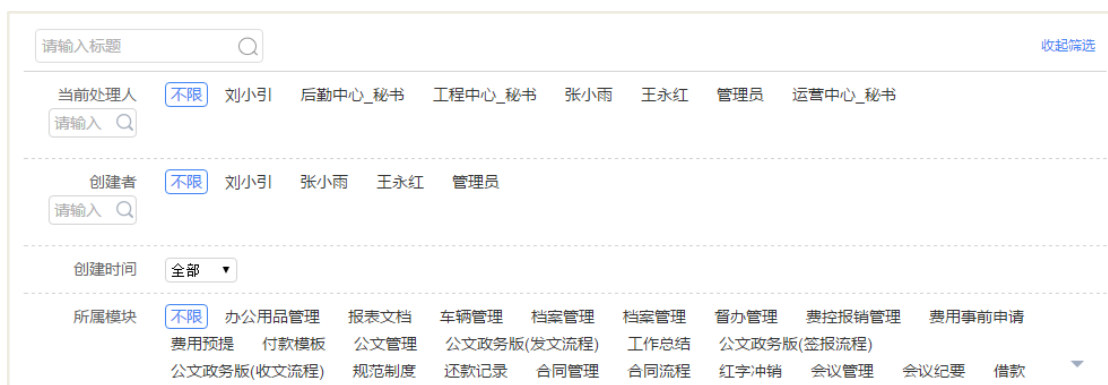 请输入标题 收起筛选
当前处理人 不限 刘小引 后勤中心_秘书 工程中心_秘书 张小雨 王永红 管理员 运营中心_秘书
请输入
创建者 不限 刘小引 张小雨 王永红 管理员
请输入
创建时间 全部
所属模块 不限 办公用品管理 报表文档 车辆管理 档案管理 档案管理 督办管理 费控报销管理 费用事前申请
费用预提 付款模板 公文管理 公文政务版(发文流程) 工作总结 公文政务版(签报流程)
公文政务版(收文流程) 规范制度 还款记录 合同管理 合同流程 红字冲销 会议管理 会议纪要 借款